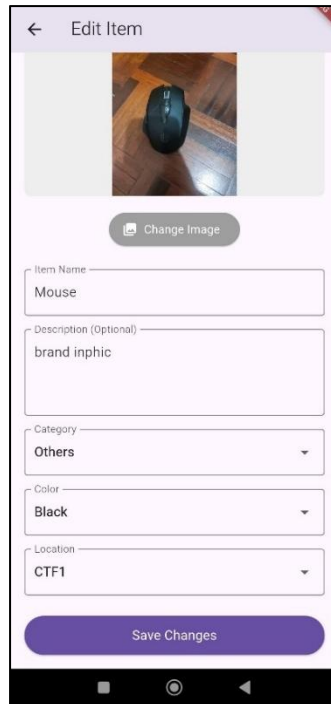 Edit Item
Change Image
Item Name
Mouse
Description (Optional)
brand inphic
Category
Others
Color
Black
Location
CTF1
Save Changes